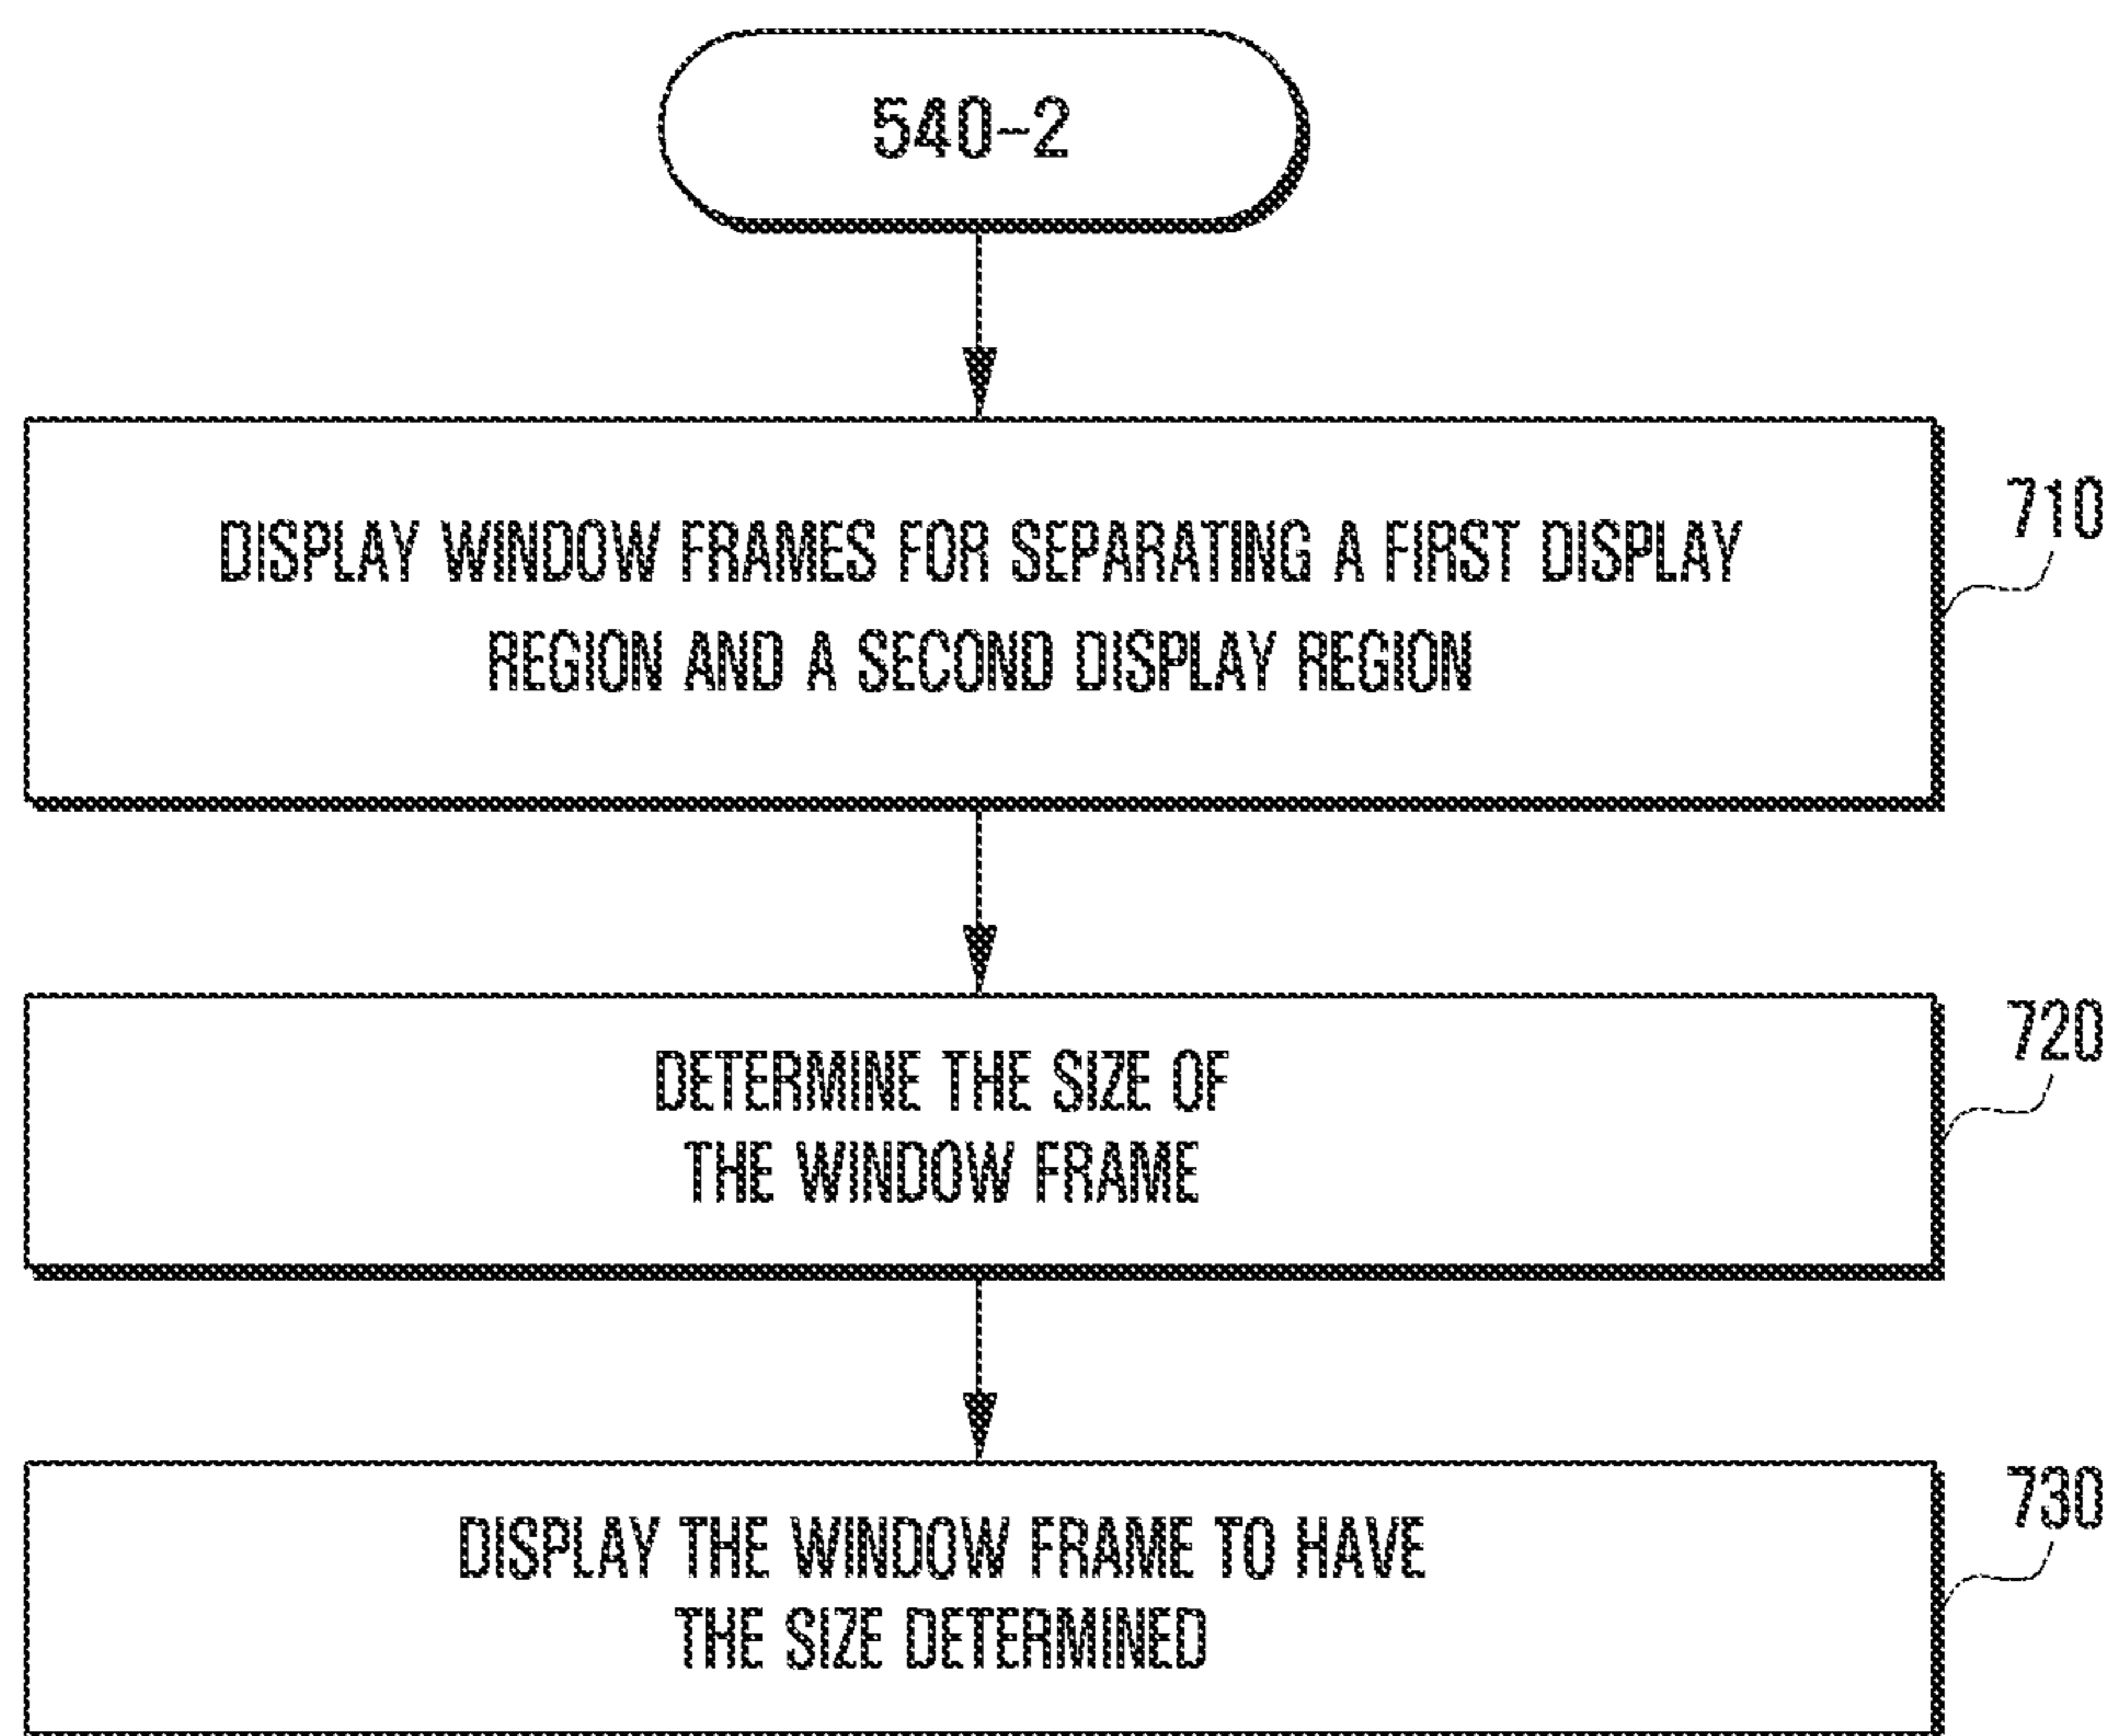 540-2
DISPLAY WINDOW FRAMES FOR SEPARATING A FIRST DISPLAY
REGION AND A SECOND DISPLAY REGION
710
DETERMINE THE SIZE OF
THE WINDOW FRAME
720
DISPLAY THE WINDOW FRAME TO HAVE
THE SIZE DETERMINED
730